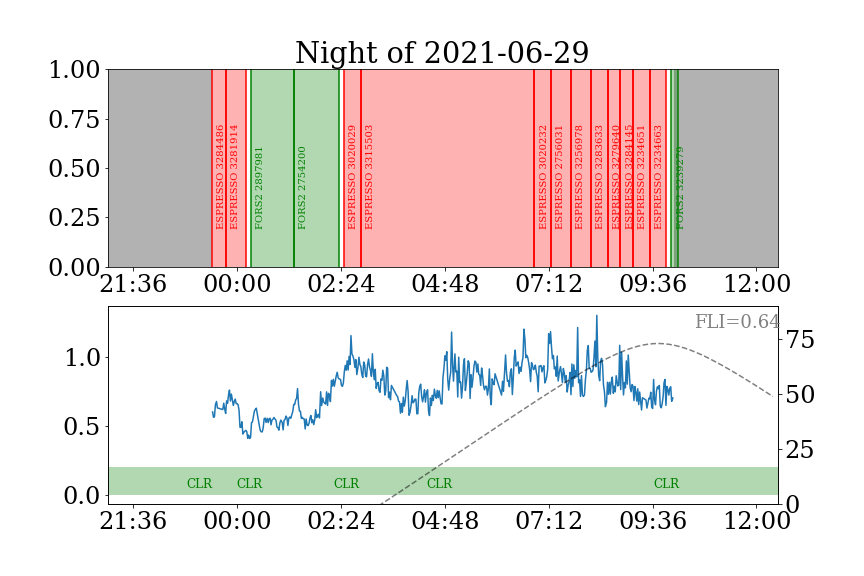 Night of 2021-06-29
1.00
0.75
0.50
0.25
0.00
ESPRESSO 3284486
ESPRESSO 3281914
FORS2 2897981
FORS2 2754200
ESPRESSO 3020029
ESPRESSO 3315503
ESPRESSO 3020232
ESPRESSO 2756031
ESPRESSO 3256978
ESPRESSO 3283633
ESPRESSO 3279640
ESPRESSO 3284145
ESPRESSO 3234651
ESPRESSO 3234663
FORS2 3239279
21:36 00:00 02:24 04:48 07:12 09:36 12:00
FLI=0.64
1.0
0.5
0.0
75
50
25
0
CLR CLR CLR CLR CLR
21:36 00:00 02:24 04:48 07:12 09:36 12:00